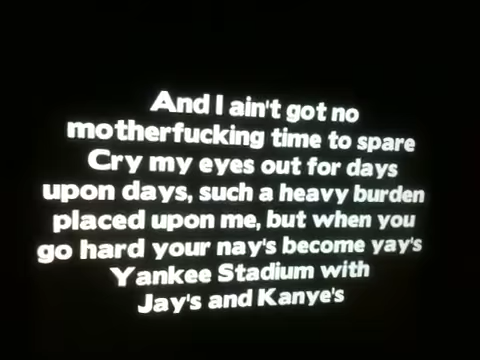 And I ain't got no
motherfucking time to spare
Cry my eyes out for days
upon days, such a heavy burden
placed upon me, but when you
go hard your nay's become yay's
Yankee Stadium with
Jay's and Kanye's